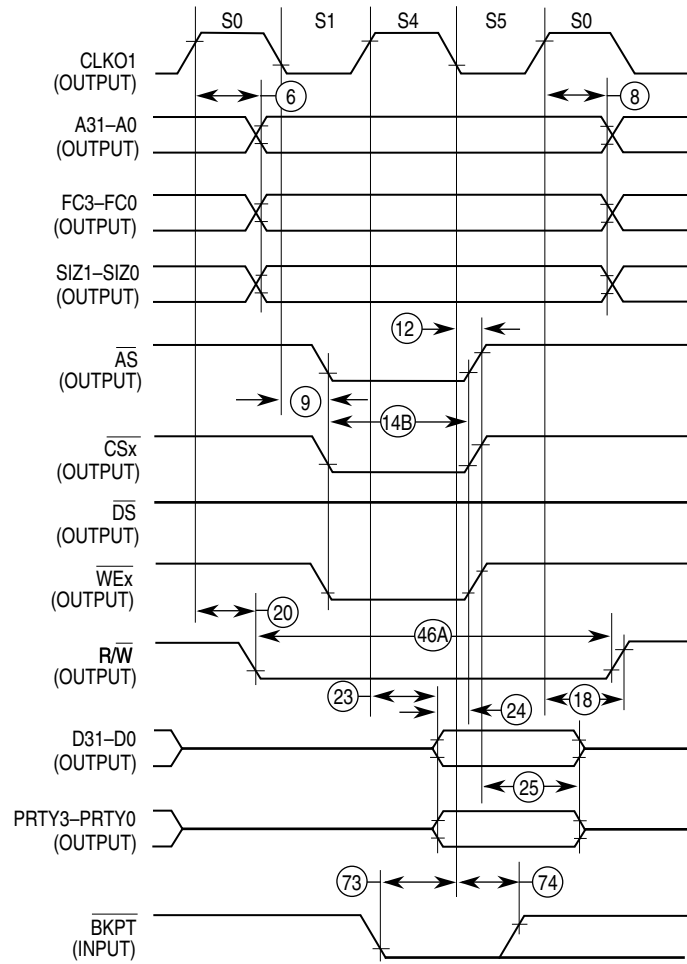 S0 S1 S4 S5 S0
CLKO1
(OUTPUT)
6 8
A31–A0
(OUTPUT)
FC3–FC0
(OUTPUT)
SIZ1–SIZ0
(OUTPUT)
12
AS
(OUTPUT)
9
14B
CSx
(OUTPUT)
DS
(OUTPUT)
WEx
(OUTPUT)
20
46A
R/W
(OUTPUT)
23 24 18
D31–D0
(OUTPUT)
25
PRTY3–PRTY0
(OUTPUT)
73 74
BKPT
(INPUT)